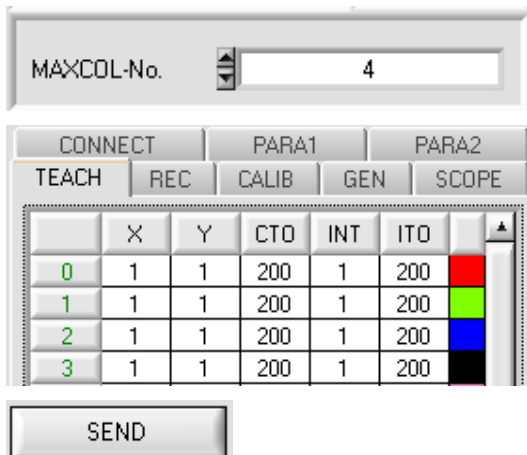 MAXCOL-No. 4
CONNECT PARA1 PARA2
TEACH REC CALIB GEN SCOPE
X Y CTO INT ITO
0 1 1 200 1 200
1 1 1 200 1 200
2 1 1 200 1 200
3 1 1 200 1 200
SEND